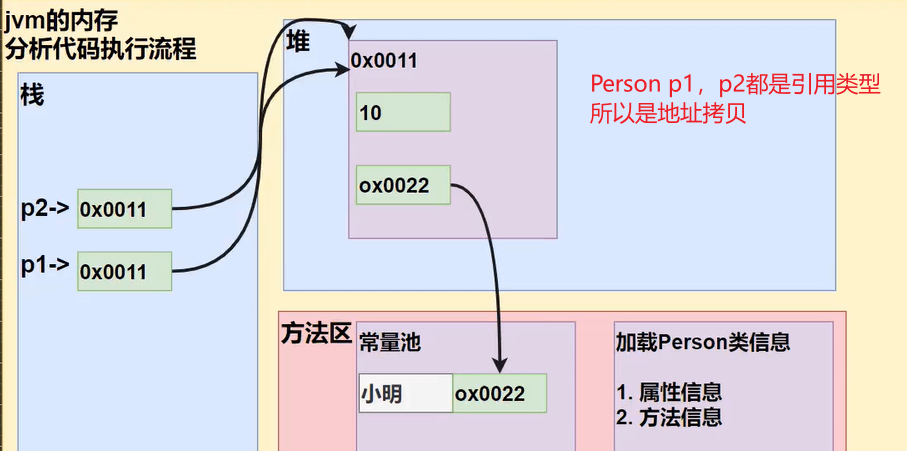 jvm的内存
分析代码执行流程
栈
p2-> 0x0011
p1-> 0x0011
堆
0x0011
10
ox0022
Person p1，p2都是引用类型
所以是地址拷贝
方法区
常量池
小明 ox0022
加载Person类信息
1. 属性信息
2. 方法信息